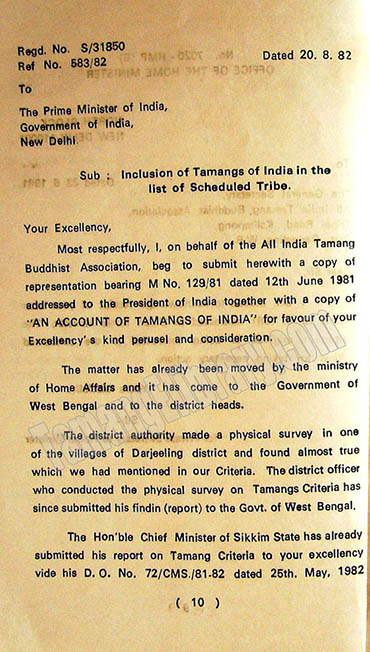 Regd. No. S/31850
Ref No. 583/82
Dated 20. 8. 82
To
The Prime Minister of India,
Government of India,
New Delhi.
Sub : Inclusion of Tamangs of India in the
list of Scheduled Tribe.
Your Excellency,
Most respectfully, I, on behalf of the All India Tamang
Buddhist Association, beg to submit herewith a copy of
representation bearing M No. 129/81 dated 12th June 1981
addressed to the President of India together with a copy of
"AN ACCOUNT OF TAMANGS OF INDIA" for favour of your
Excellency's kind perusel and consideration.
The matter has already been moved by the ministry
of Home Affairs and it has come to the Government of
West Bengal and to the district heads.
The district authority made a physical survey in one
of the villages of Darjeeling district and found almost true
which we had mentioned in our Criteria. The district officer
who conducted the physical survey on Tamangs Criteria has
since submitted his findin (report) to the Govt. of West Bengal.
The Hon'ble Chief Minister of Sikkim State has already
submitted his report on Tamang Criteria to your excellency
vide his D. O. No. 72/CMS./81-82 dated 25th. May, 1982
( 10 )